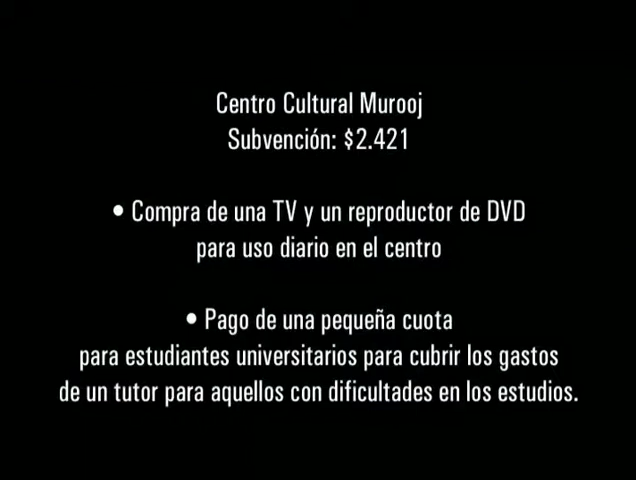 Centro Cultural Murooj
Subvención: $2.421
• Compra de una TV y un reproductor de DVD
para uso diario en el centro
• Pago de una pequeña cuota
para estudiantes universitarios para cubrir los gastos
de un tutor para aquellos con dificultades en los estudios.